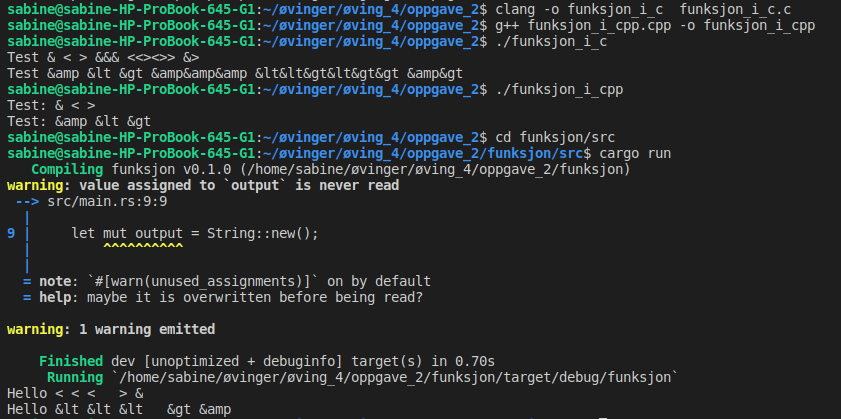 sabine@sabine-HP-ProBook-645-G1:~/øvinger/øving_4/oppgave_2$ clang -o funksjon_i_c  funksjon_i_c.c
sabine@sabine-HP-ProBook-645-G1:~/øvinger/øving_4/oppgave_2$ g++ funksjon_i_cpp.cpp -o funksjon_i_cpp
sabine@sabine-HP-ProBook-645-G1:~/øvinger/øving_4/oppgave_2$ ./funksjon_i_c
Test & < > &&& <<><>> &>
Test &amp &lt &gt &amp&amp&amp &lt&lt&gt&lt&gt&gt &amp&gt
sabine@sabine-HP-ProBook-645-G1:~/øvinger/øving_4/oppgave_2$ ./funksjon_i_cpp
Test: & < >
Test: &amp &lt &gt
sabine@sabine-HP-ProBook-645-G1:~/øvinger/øving_4/oppgave_2$ cd funksjon/src
sabine@sabine-HP-ProBook-645-G1:~/øvinger/øving_4/oppgave_2/funksjon/src$ cargo run
   Compiling funksjon v0.1.0 (/home/sabine/øvinger/øving_4/oppgave_2/funksjon)
warning: value assigned to `output` is never read
 --> src/main.rs:9:9
  |
9 |     let mut output = String::new();
  |         ^^^^^^^^^^
  |
  = note: `#[warn(unused_assignments)]` on by default
  = help: maybe it is overwritten before being read?
warning: 1 warning emitted
    Finished dev [unoptimized + debuginfo] target(s) in 0.70s
     Running `/home/sabine/øvinger/øving_4/oppgave_2/funksjon/target/debug/funksjon`
Hello < < <   > &
Hello &lt &lt &lt   &gt &amp